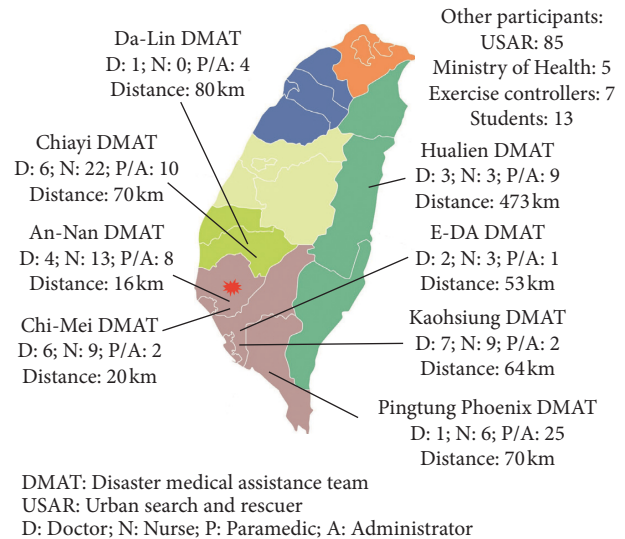 Da-Lin DMAT
D: 1; N: 0; P/A: 4
Distance: 80 km
Chiayi DMAT
D: 6; N: 22; P/A: 10
Distance: 70 km
An-Nan DMAT
D: 4; N: 13; P/A: 8
Distance: 16 km
Chi-Mei DMAT
D: 6; N: 9; P/A: 2
Distance: 20 km
Other participants:
USAR: 85
Ministry of Health: 5
Exercise controllers: 7
Students: 13
Hualien DMAT
D: 3; N: 3; P/A: 9
Distance: 473 km
E-DA DMAT
D: 2; N: 3; P/A: 1
Distance: 53 km
Kaohsiung DMAT
D: 7; N: 9; P/A: 2
Distance: 64 km
Pingtung Phoenix DMAT
D: 1; N: 6; P/A: 25
Distance: 70 km
DMAT: Disaster medical assistance team
USAR: Urban search and rescuer
D: Doctor; N: Nurse; P: Paramedic; A: Administrator